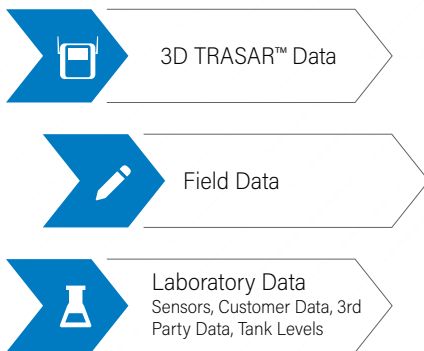 3D TRASAR™ Data
Field Data
Laboratory Data
Sensors, Customer Data, 3rd
Party Data, Tank Levels